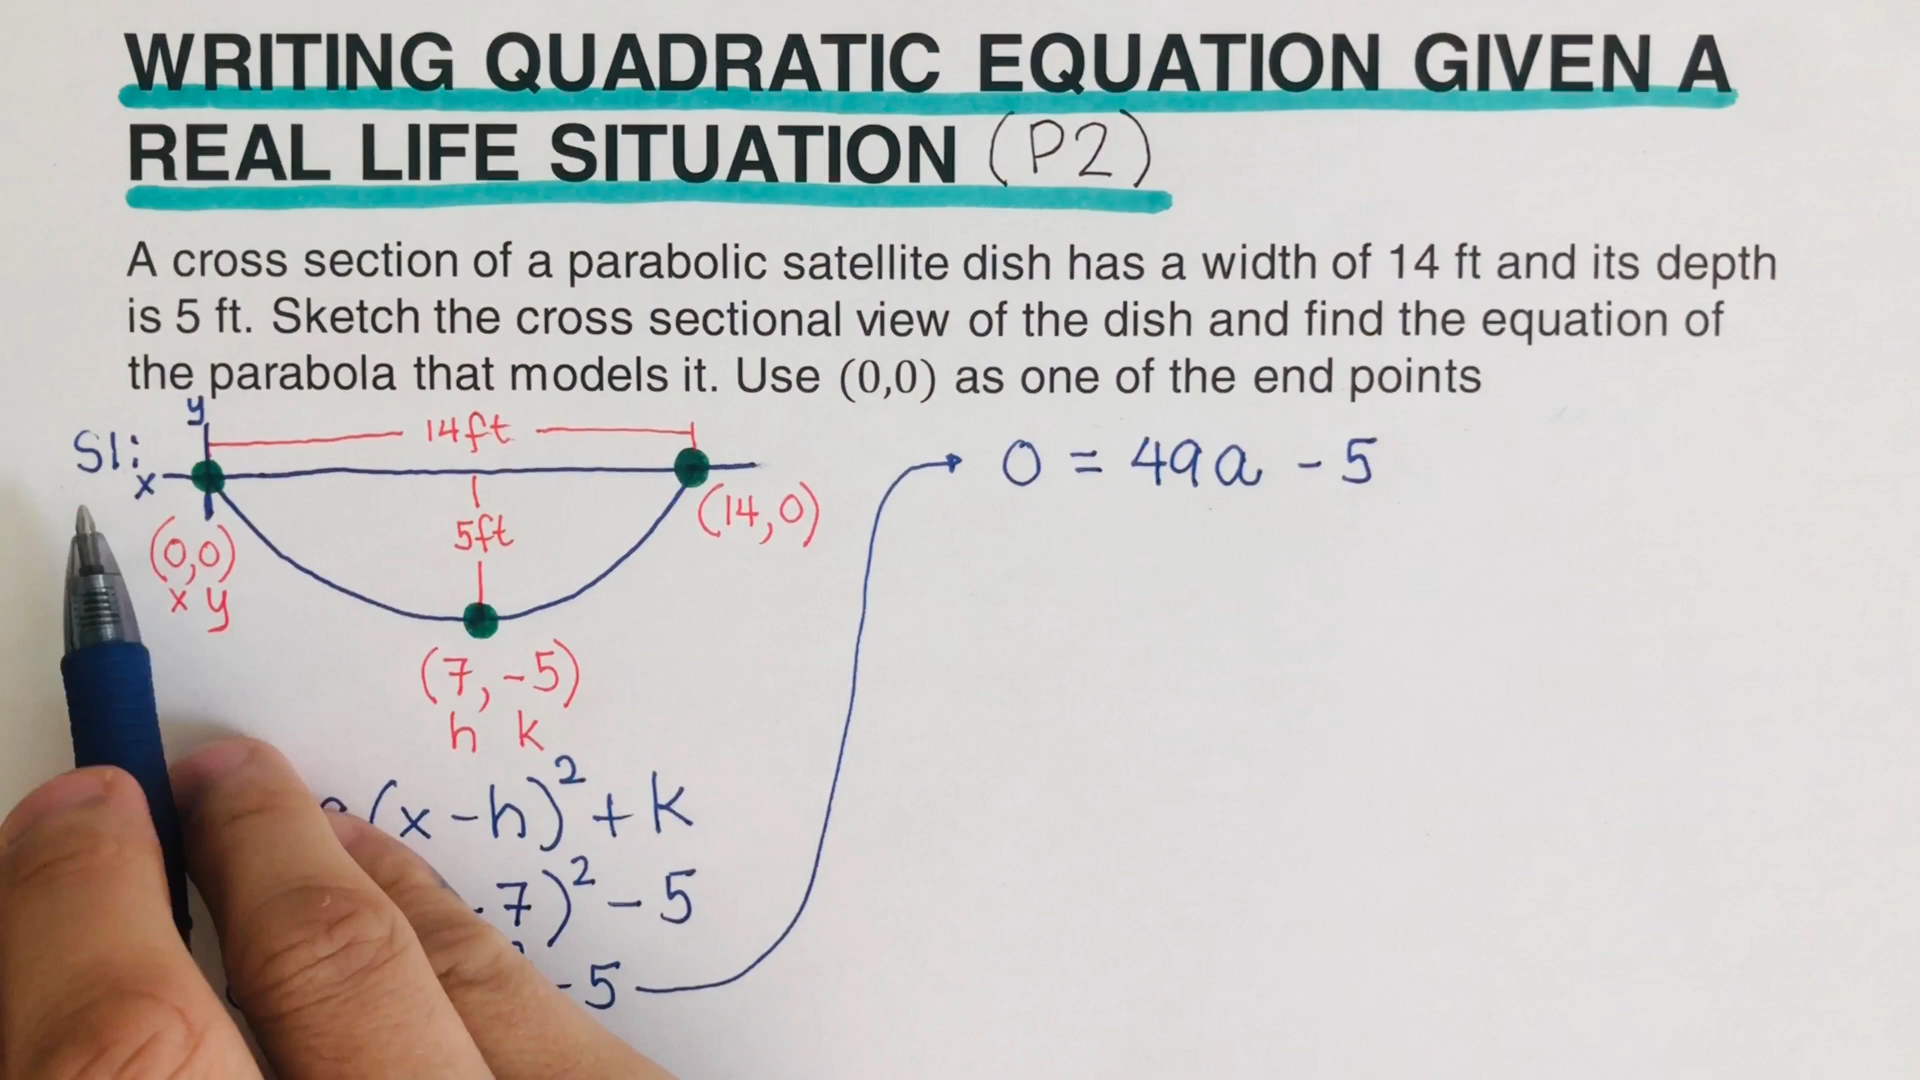 WRITING QUADRATIC EQUATION GIVEN A
REAL LIFE SITUATION (P2)
A cross section of a parabolic satellite dish has a width of 14 ft and its depth
is 5 ft. Sketch the cross sectional view of the dish and find the equation of
the parabola that models it. Use (0,0) as one of the end points
y
14ft
S1:
x
5ft
(0,0)
x y
(14,0)
(7,-5)
h k
(x-h)²+k
7)²-5
-5
0 = 49a - 5